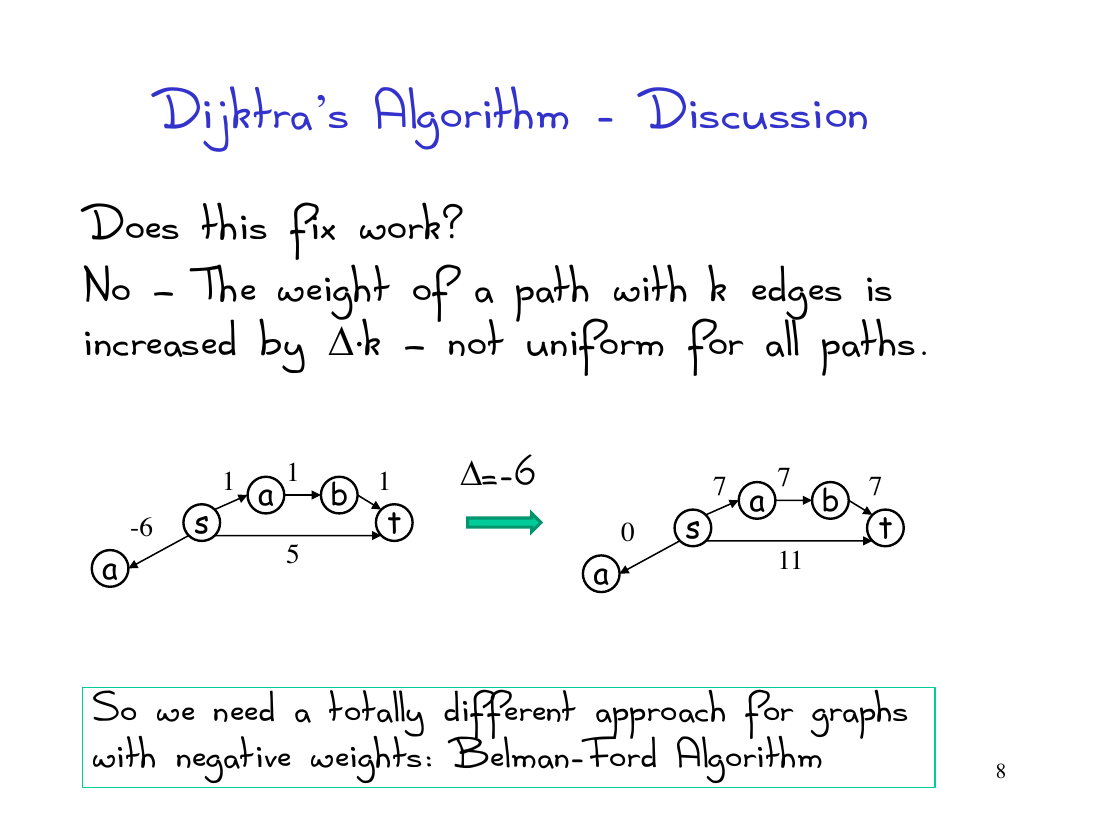 Dijktra's Algorithm - Discussion
Does this fix work?
No – The weight of a path with k edges is
increased by Δ·k – not uniform for all paths.
1 1 1
a b
s t
-6
5
a
Δ=-6
7 7 7
a b
s t
0
11
a
So we need a totally different approach for graphs
with negative weights: Belman-Ford Algorithm
8